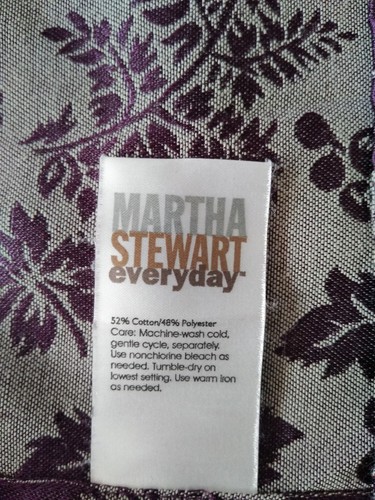 MARTHA
STEWART
everyday™
52% Cotton/48% Polyester
Care: Machine-wash cold,
gentle cycle, separately.
Use nonchlorine bleach as
needed. Tumble-dry on
lowest setting. Use warm iron
as needed.